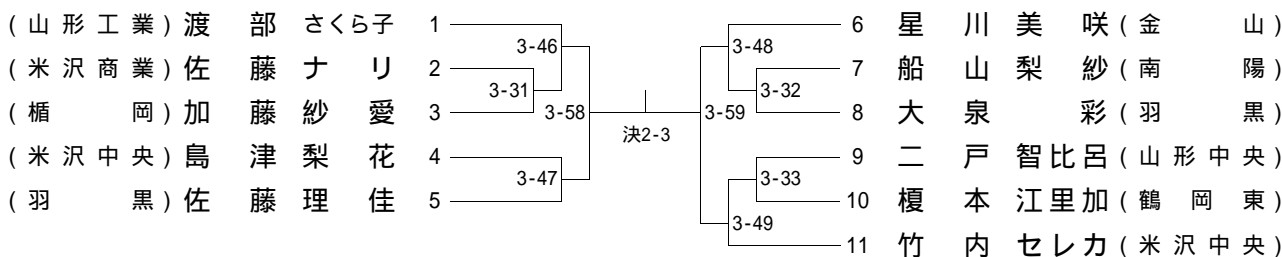 (山形工業) 渡部 さくら子 1
6 星川美咲 (金山)
3-46
3-48
(米沢商業) 佐藤ナリ 2
7 船山梨紗 (南陽)
3-31
3-32
(楯岡) 加藤紗愛 3
3-58
3-59
8 大泉彩 (羽黒)
決2-3
(米沢中央) 島津梨花 4
9 二戸智比呂 (山形中央)
3-47
3-33
(羽黒) 佐藤理佳 5
10 榎本江里加 (鶴岡東)
3-49
11 竹内セレカ (米沢中央)